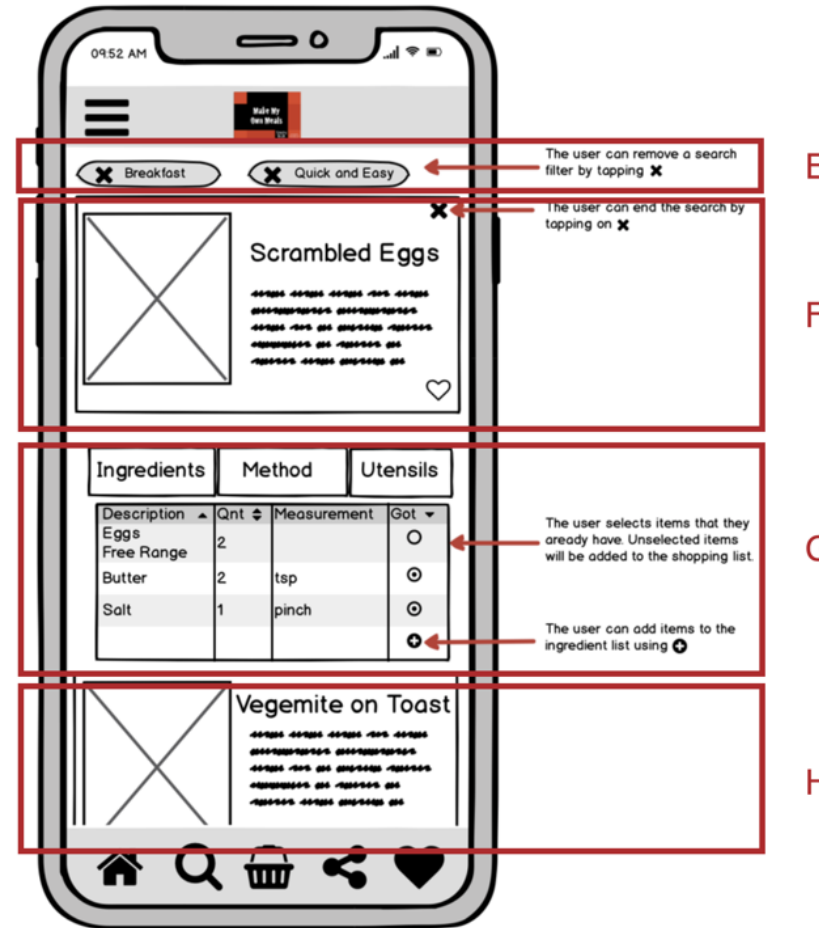 09:52 AM
Make My
Own Meals
Breakfast
Quick and Easy
The user can remove a search
filter by tapping ✖
E
The user can end the search by
tapping on ✖
Scrambled Eggs
F
Ingredients
Method
Utensils
Description
Qnt
Measurement
Got
Eggs
Free Range
2
Butter
2
tsp
Salt
1
pinch
The user selects items that they
aready have. Unselected items
will be added to the shopping list.
The user can add items to the
ingredient list using
Vegemite on Toast
H